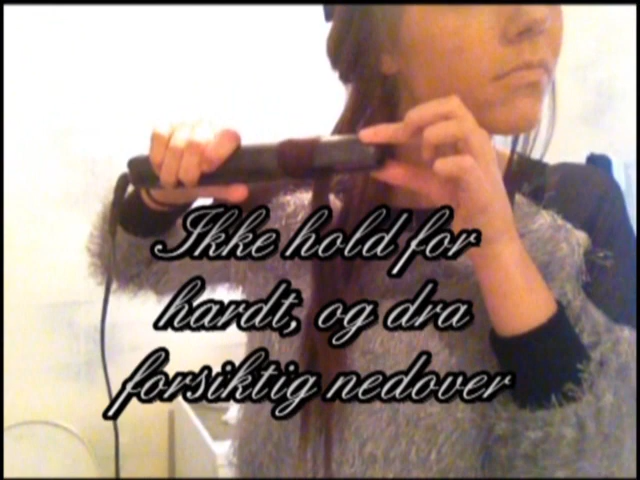 Ikke hold for
hardt, og dra
forsiktig nedover